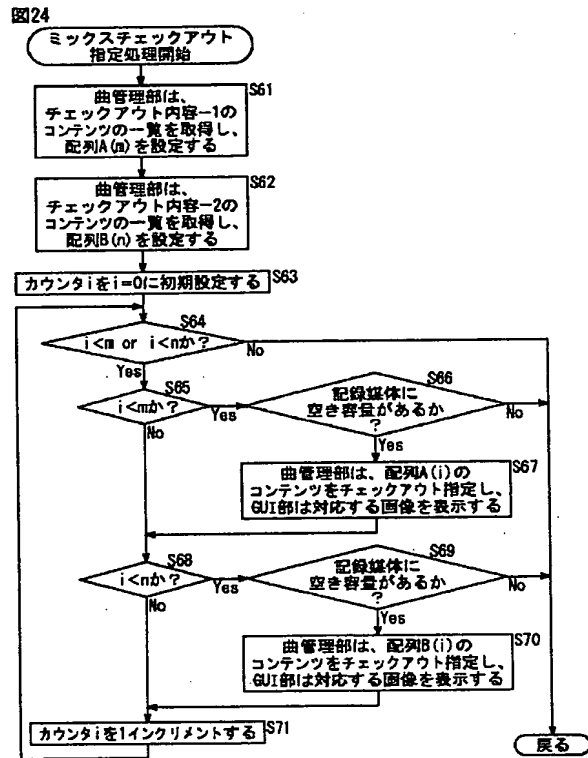 図24
ミックスチェックアウト
指定処理開始
S61
曲管理部は、
チェックアウト内容−1の
コンテンツの一覧を取得し、
配列A(m)を設定する
S62
曲管理部は、
チェックアウト内容−2の
コンテンツの一覧を取得し、
配列B(n)を設定する
カウンタiをi=0に初期設定する
S63
S64
i<m or i<nか?
No
Yes
S65
i<mか?
Yes
No
S66
記録媒体に
空き容量があるか
?
No
Yes
S67
曲管理部は、配列A(i)の
コンテンツをチェックアウト指定し、
GUI部は対応する画像を表示する
S68
i<nか?
Yes
No
S69
記録媒体に
空き容量があるか
?
No
Yes
S70
曲管理部は、配列B(i)の
コンテンツをチェックアウト指定し、
GUI部は対応する画像を表示する
カウンタiを1インクリメントする
S71
戻る